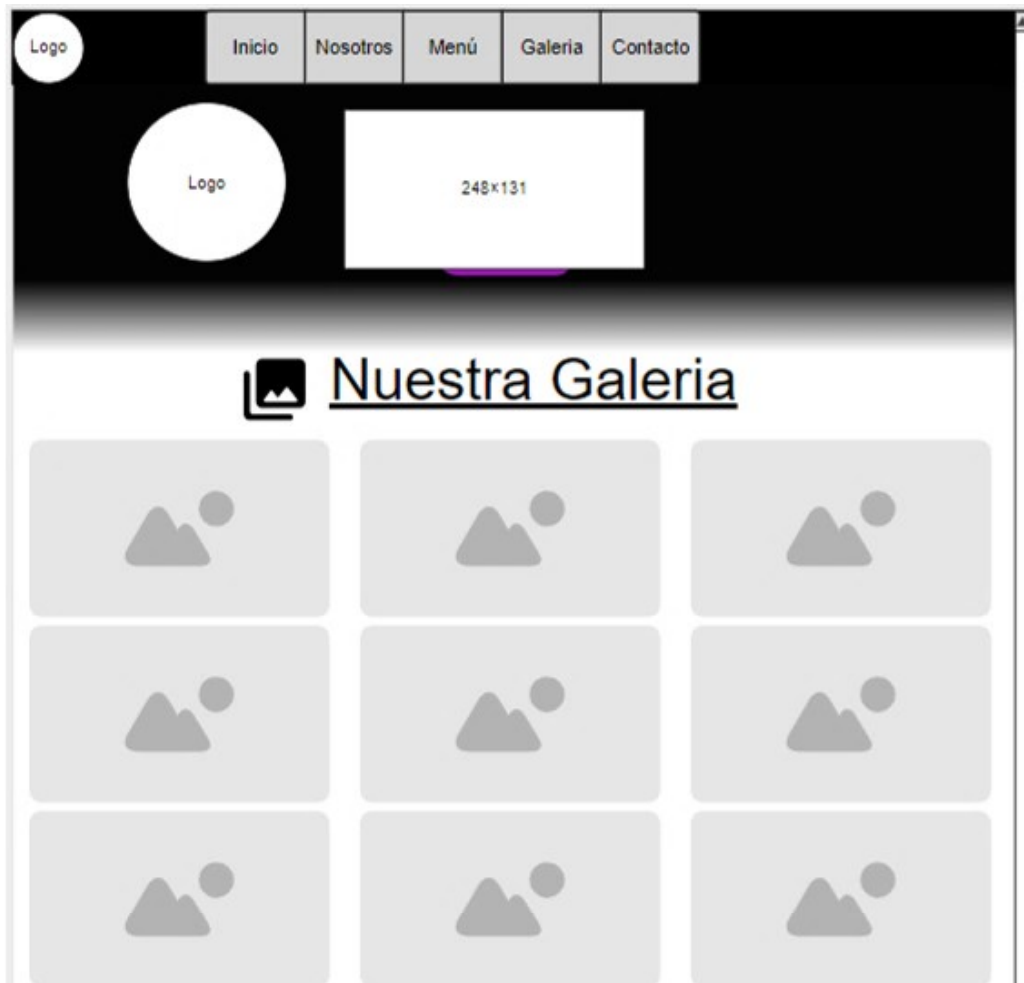 Logo
Inicio Nosotros Menú Galeria Contacto
Logo
248×131
Nuestra Galeria